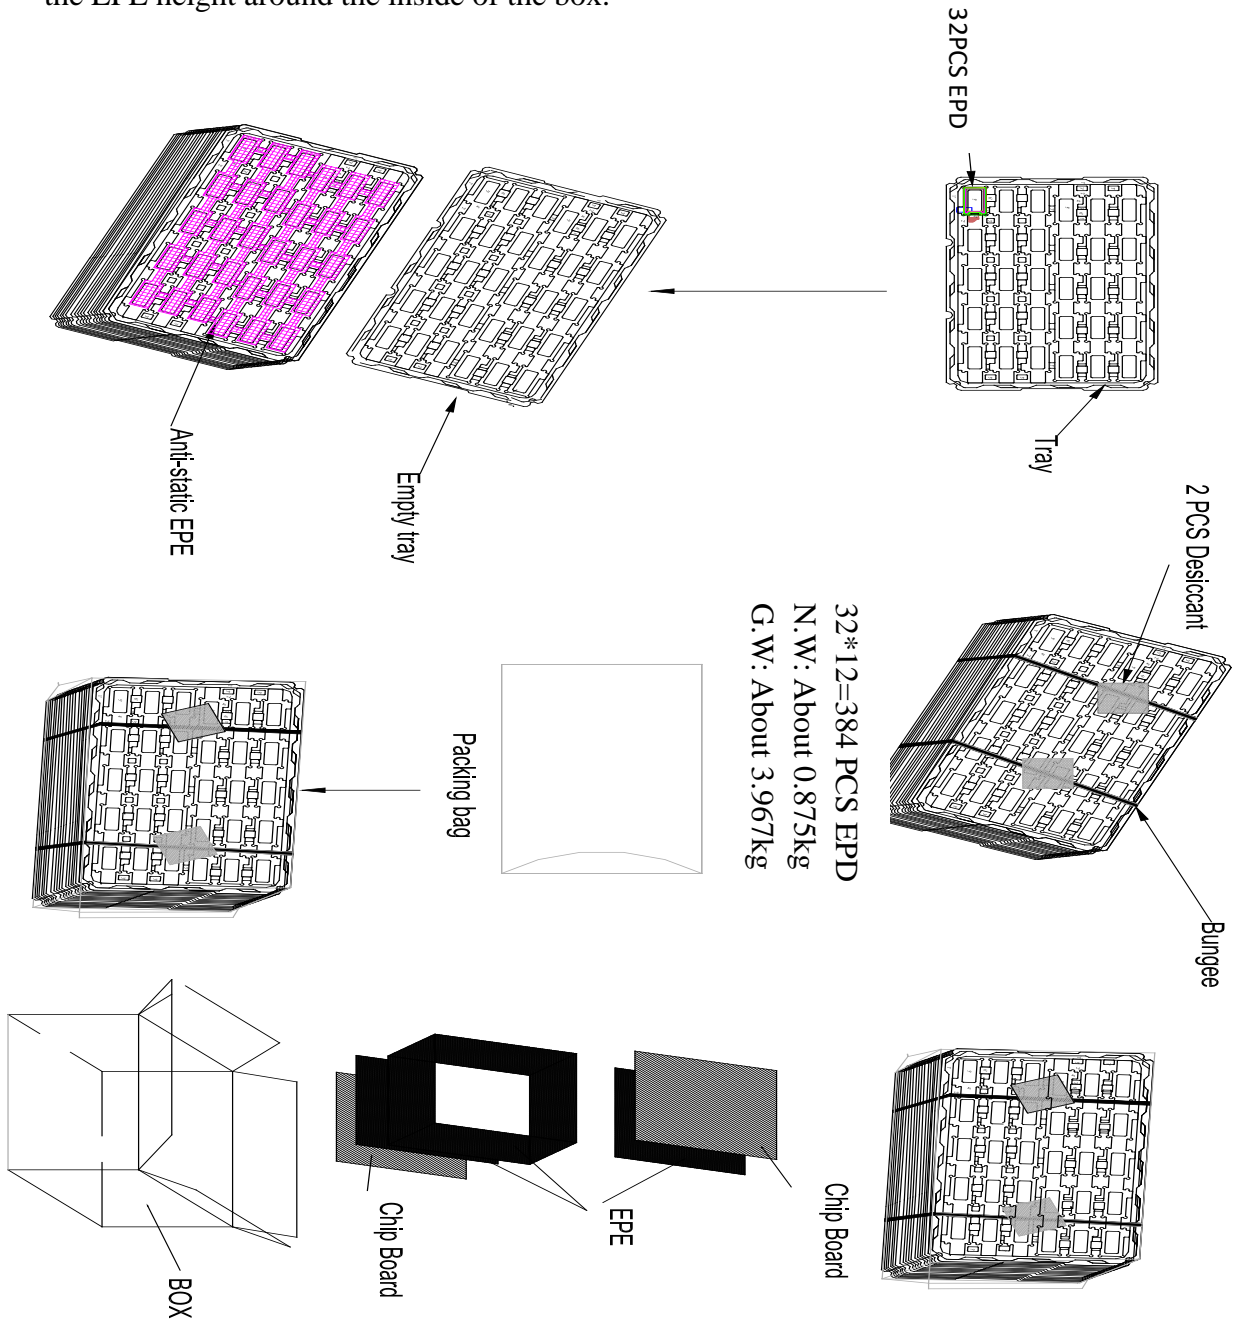 the EPE height around the inside of the box.
32PCS EPD
Tray
Empty tray
Anti-static EPE
2 PCS Desiccant
Bungee
32*12=384 PCS EPD
N.W: About 0.875kg
G.W: About 3.967kg
Packing bag
Chip Board
EPE
Chip Board
BOX